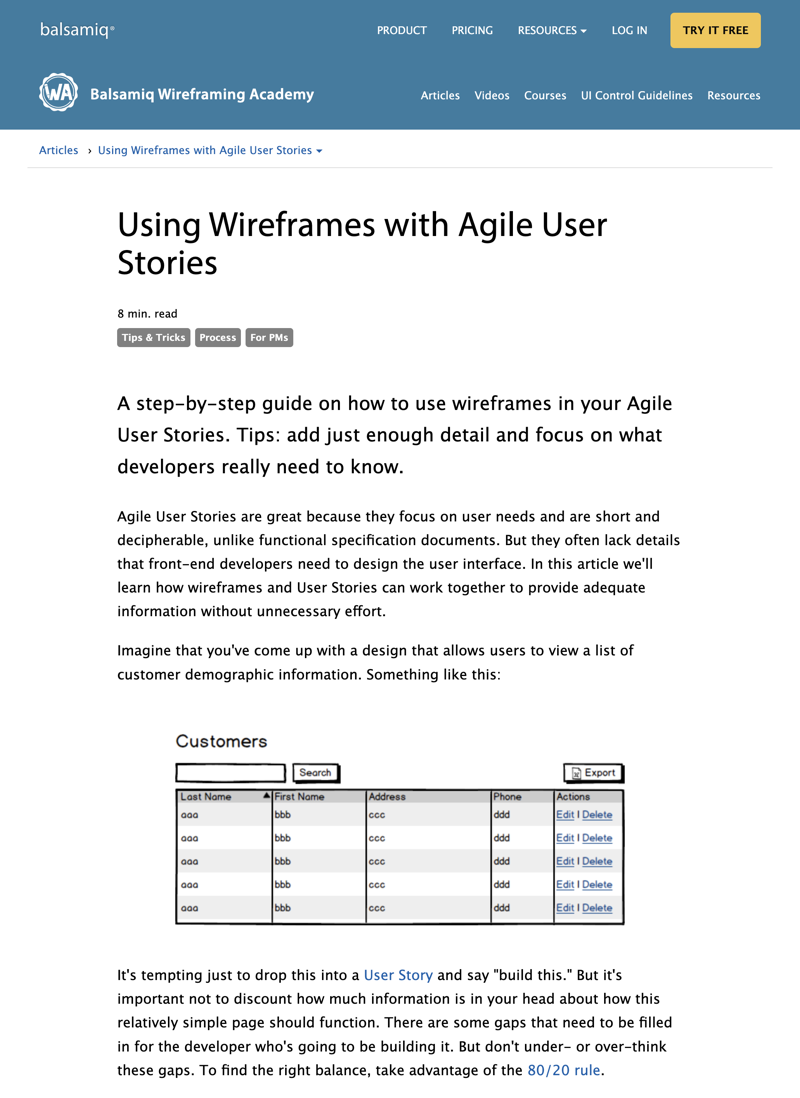 balsamiq®
PRODUCT PRICING RESOURCES LOG IN TRY IT FREE
WA Balsamiq Wireframing Academy
Articles Videos Courses UI Control Guidelines Resources
Articles › Using Wireframes with Agile User Stories
Using Wireframes with Agile User
Stories
8 min. read
Tips & Tricks Process For PMs
A step-by-step guide on how to use wireframes in your Agile
User Stories. Tips: add just enough detail and focus on what
developers really need to know.
Agile User Stories are great because they focus on user needs and are short and
decipherable, unlike functional specification documents. But they often lack details
that front-end developers need to design the user interface. In this article we'll
learn how wireframes and User Stories can work together to provide adequate
information without unnecessary effort.
Imagine that you've come up with a design that allows users to view a list of
customer demographic information. Something like this:
Customers
Search Export
Last Name First Name Address Phone Actions
aaa bbb ccc ddd Edit | Delete
aaa bbb ccc ddd Edit | Delete
aaa bbb ccc ddd Edit | Delete
aaa bbb ccc ddd Edit | Delete
aaa bbb ccc ddd Edit | Delete
It's tempting just to drop this into a User Story and say "build this." But it's
important not to discount how much information is in your head about how this
relatively simple page should function. There are some gaps that need to be filled
in for the developer who's going to be building it. But don't under- or over-think
these gaps. To find the right balance, take advantage of the 80/20 rule.